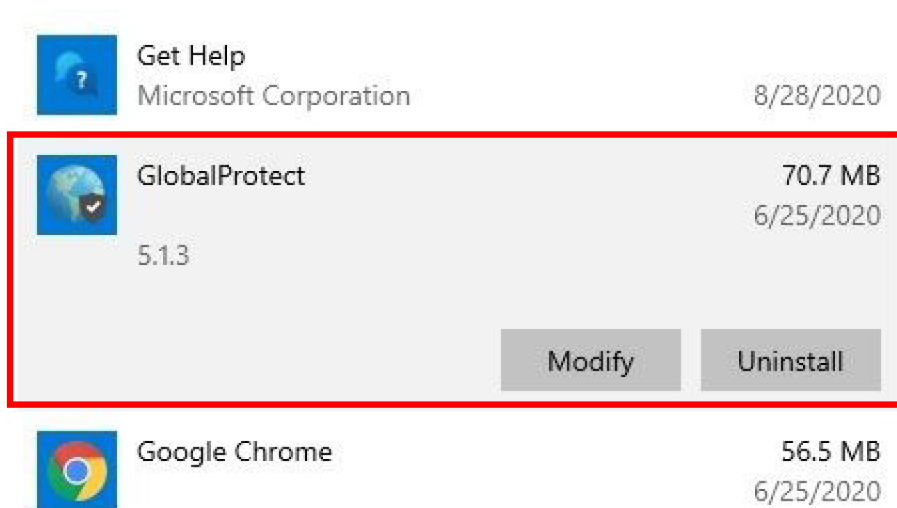 Get Help
Microsoft Corporation 8/28/2020
GlobalProtect 70.7 MB
6/25/2020
5.1.3
Modify Uninstall
Google Chrome 56.5 MB
6/25/2020